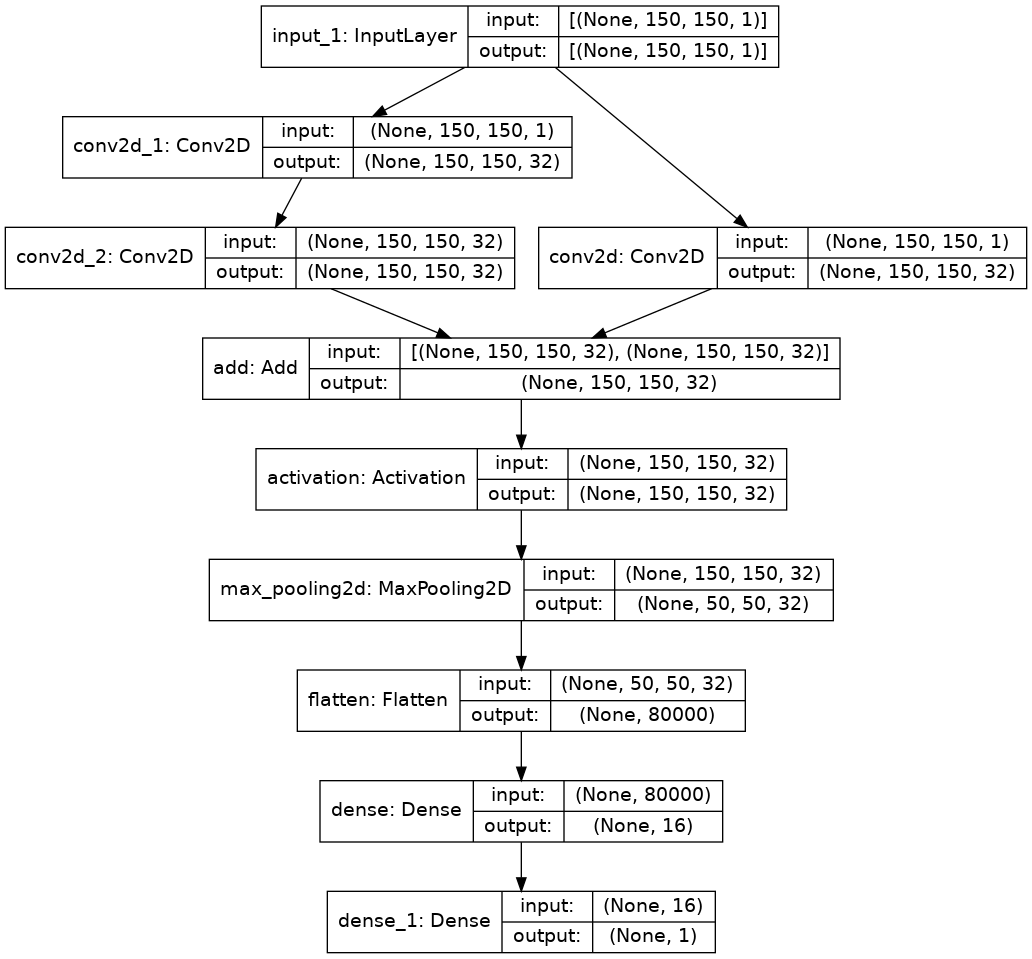 input_1: InputLayer
input:
[(None, 150, 150, 1)]
output:
[(None, 150, 150, 1)]
conv2d_1: Conv2D
input:
(None, 150, 150, 1)
output:
(None, 150, 150, 32)
conv2d_2: Conv2D
input:
(None, 150, 150, 32)
output:
(None, 150, 150, 32)
conv2d: Conv2D
input:
(None, 150, 150, 1)
output:
(None, 150, 150, 32)
add: Add
input:
[(None, 150, 150, 32), (None, 150, 150, 32)]
output:
(None, 150, 150, 32)
activation: Activation
input:
(None, 150, 150, 32)
output:
(None, 150, 150, 32)
max_pooling2d: MaxPooling2D
input:
(None, 150, 150, 32)
output:
(None, 50, 50, 32)
flatten: Flatten
input:
(None, 50, 50, 32)
output:
(None, 80000)
dense: Dense
input:
(None, 80000)
output:
(None, 16)
dense_1: Dense
input:
(None, 16)
output:
(None, 1)